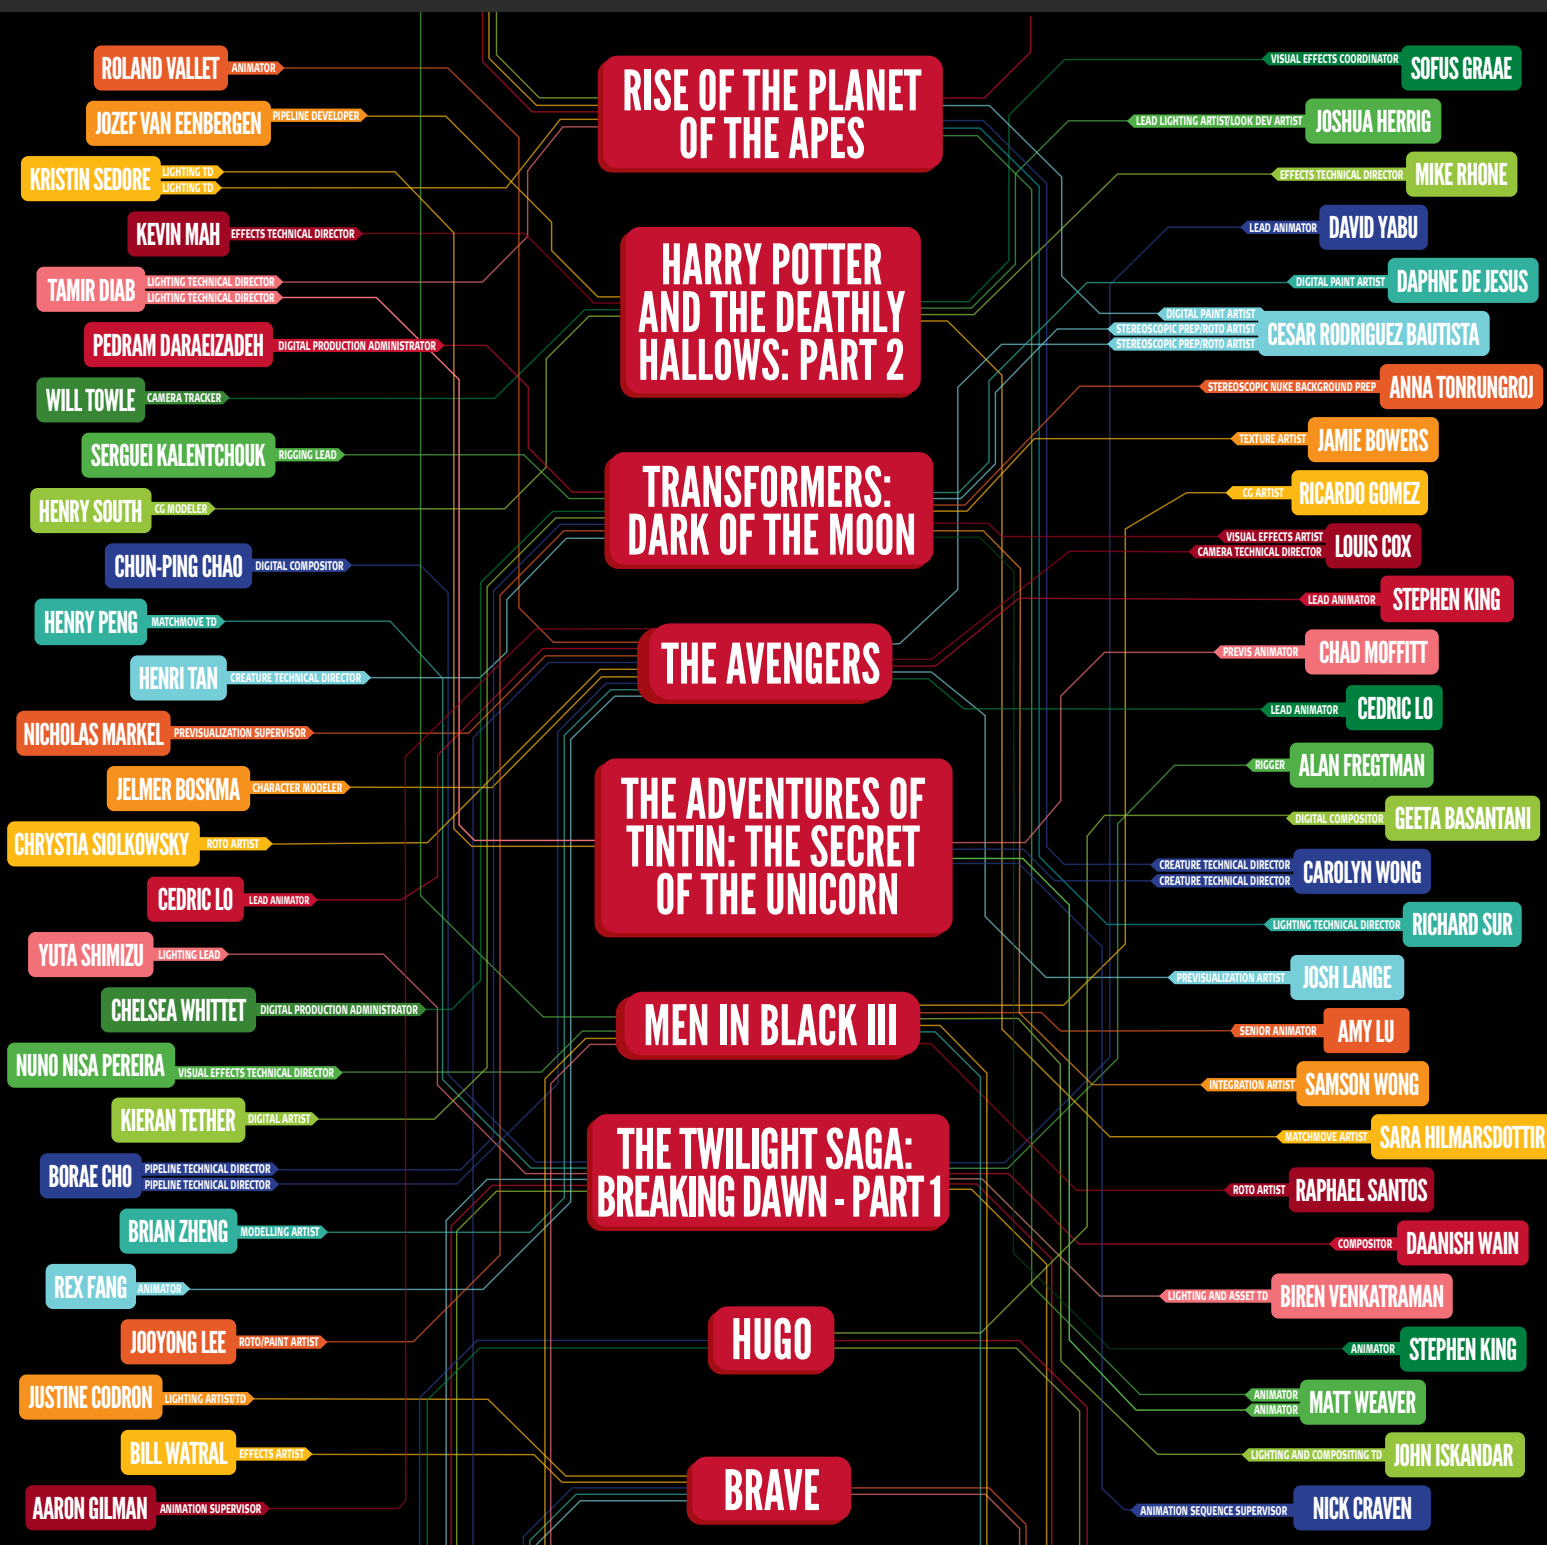 ROLAND VALLET
ANIMATOR
JOZEF VAN EENBERGEN
PIPELINE DEVELOPER
KRISTIN SEDORE
LIGHTING TD
LIGHTING TD
KEVIN MAH
EFFECTS TECHNICAL DIRECTOR
TAMIR DIAB
LIGHTING TECHNICAL DIRECTOR
LIGHTING TECHNICAL DIRECTOR
PEDRAM DARAEIZADEH
DIGITAL PRODUCTION ADMINISTRATOR
WILL TOWLE
CAMERA TRACKER
SERGUEI KALENTCHOUK
RIGGING LEAD
HENRY SOUTH
CG MODELER
CHUN-PING CHAO
DIGITAL COMPOSITOR
HENRY PENG
MATCHMOVE TD
HENRI TAN
CREATURE TECHNICAL DIRECTOR
NICHOLAS MARKEL
PREVISUALIZATION SUPERVISOR
JELMER BOSKMA
CHARACTER MODELER
CHRYSTIA SIOLKOWSKY
ROTO ARTIST
CEDRIC LO
LEAD ANIMATOR
YUTA SHIMIZU
LIGHTING LEAD
CHELSEA WHITTET
DIGITAL PRODUCTION ADMINISTRATOR
NUNO NISA PEREIRA
VISUAL EFFECTS TECHNICAL DIRECTOR
KIERAN TETHER
DIGITAL ARTIST
BORAE CHO
PIPELINE TECHNICAL DIRECTOR
PIPELINE TECHNICAL DIRECTOR
BRIAN ZHENG
MODELLING ARTIST
REX FANG
ANIMATOR
JOOYONG LEE
ROTO/PAINT ARTIST
JUSTINE CODRON
LIGHTING ARTIST/TD
BILL WATRAL
EFFECTS ARTIST
AARON GILMAN
ANIMATION SUPERVISOR
RISE OF THE PLANET
OF THE APES
HARRY POTTER
AND THE DEATHLY
HALLOWS: PART 2
TRANSFORMERS:
DARK OF THE MOON
THE AVENGERS
THE ADVENTURES OF
TINTIN: THE SECRET
OF THE UNICORN
MEN IN BLACK III
THE TWILIGHT SAGA:
BREAKING DAWN - PART 1
HUGO
BRAVE
VISUAL EFFECTS COORDINATOR
SOFUS GRAAE
LEAD LIGHTING ARTIST/LOOK DEV ARTIST
JOSHUA HERRIG
EFFECTS TECHNICAL DIRECTOR
MIKE RHONE
LEAD ANIMATOR
DAVID YABU
DIGITAL PAINT ARTIST
DAPHNE DE JESUS
DIGITAL PAINT ARTIST
STEREOSCOPIC PREP/ROTO ARTIST
STEREOSCOPIC PREP/ROTO ARTIST
CESAR RODRIGUEZ BAUTISTA
STEREOSCOPIC NUKE BACKGROUND PREP
ANNA TONRUNGROJ
TEXTURE ARTIST
JAMIE BOWERS
CG ARTIST
RICARDO GOMEZ
VISUAL EFFECTS ARTIST
CAMERA TECHNICAL DIRECTOR
LOUIS COX
LEAD ANIMATOR
STEPHEN KING
PREVIS ANIMATOR
CHAD MOFFITT
LEAD ANIMATOR
CEDRIC LO
RIGGER
ALAN FREGTMAN
DIGITAL COMPOSITOR
GEETA BASANTANI
CREATURE TECHNICAL DIRECTOR
CREATURE TECHNICAL DIRECTOR
CAROLYN WONG
LIGHTING TECHNICAL DIRECTOR
RICHARD SUR
PREVISUALIZATION ARTIST
JOSH LANGE
SENIOR ANIMATOR
AMY LU
INTEGRATION ARTIST
SAMSON WONG
MATCHMOVE ARTIST
SARA HILMARSDOTTIR
ROTO ARTIST
RAPHAEL SANTOS
COMPOSITOR
DAANISH WAIN
LIGHTING AND ASSET TD
BIREN VENKATRAMAN
ANIMATOR
STEPHEN KING
ANIMATOR
ANIMATOR
MATT WEAVER
LIGHTING AND COMPOSITING TD
JOHN ISKANDAR
ANIMATION SEQUENCE SUPERVISOR
NICK CRAVEN